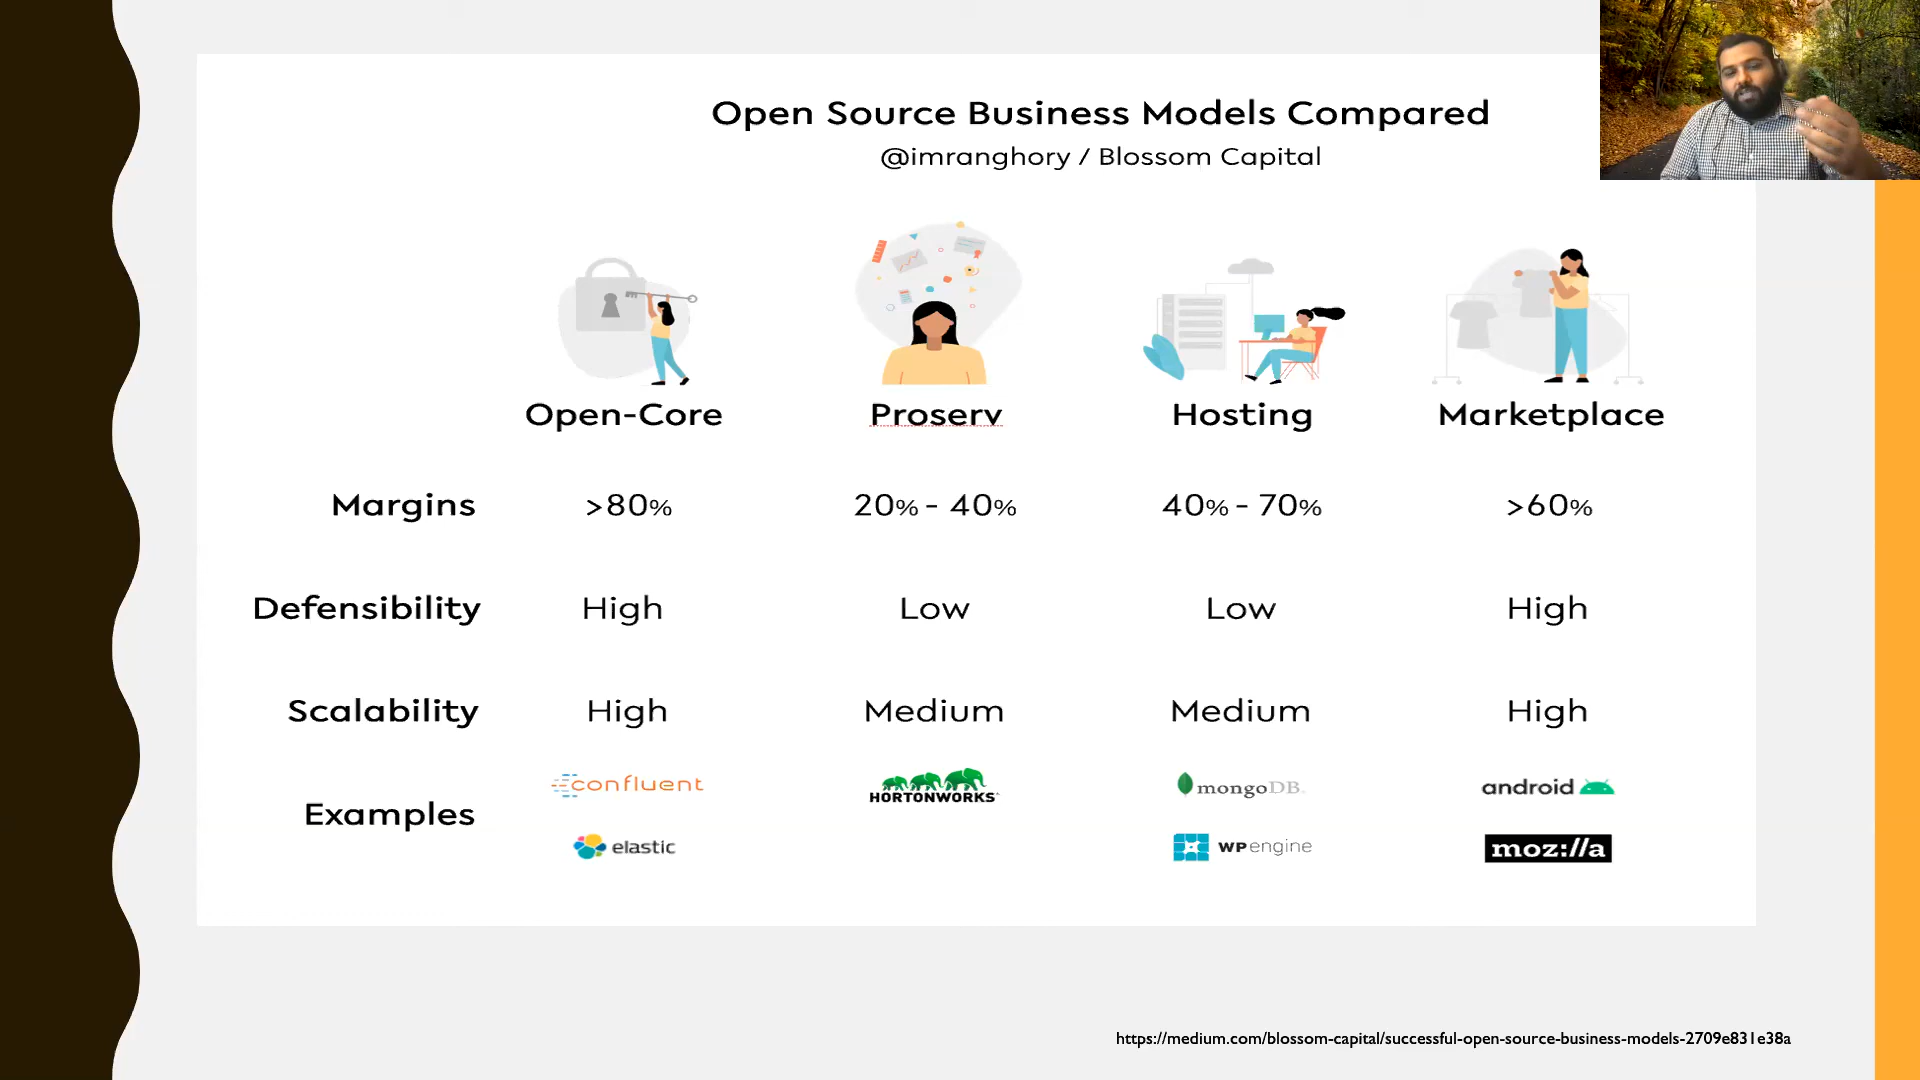 Open Source Business Models Compared
@imranghory / Blossom Capital
Open-Core Proserv Hosting Marketplace
Margins >80% 20% - 40% 40% - 70% >60%
Defensibility High Low Low High
Scalability High Medium Medium High
Examples
confluent HORTONWORKS mongoDB android
elastic WP engine moz://a
https://medium.com/blossom-capital/successful-open-source-business-models-2709e831e38a